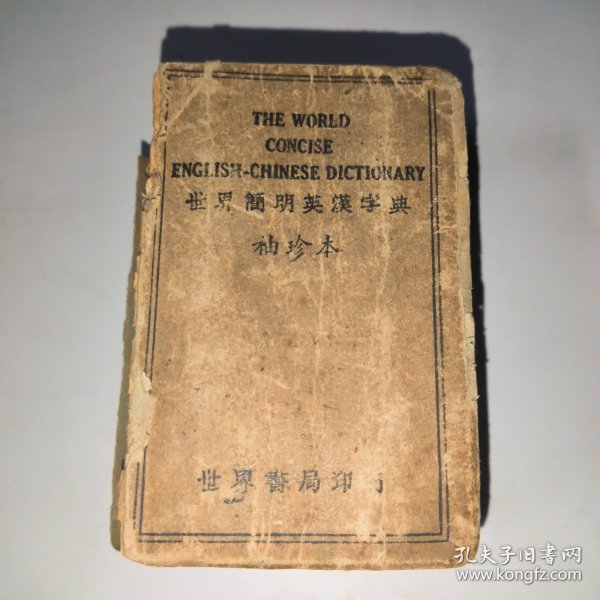 THE WORLD
CONCISE
ENGLISH-CHINESE DICTIONARY
世界簡明英漢字典
袖珍本
世界書局印
孔夫子旧书网
www.kongfz.com